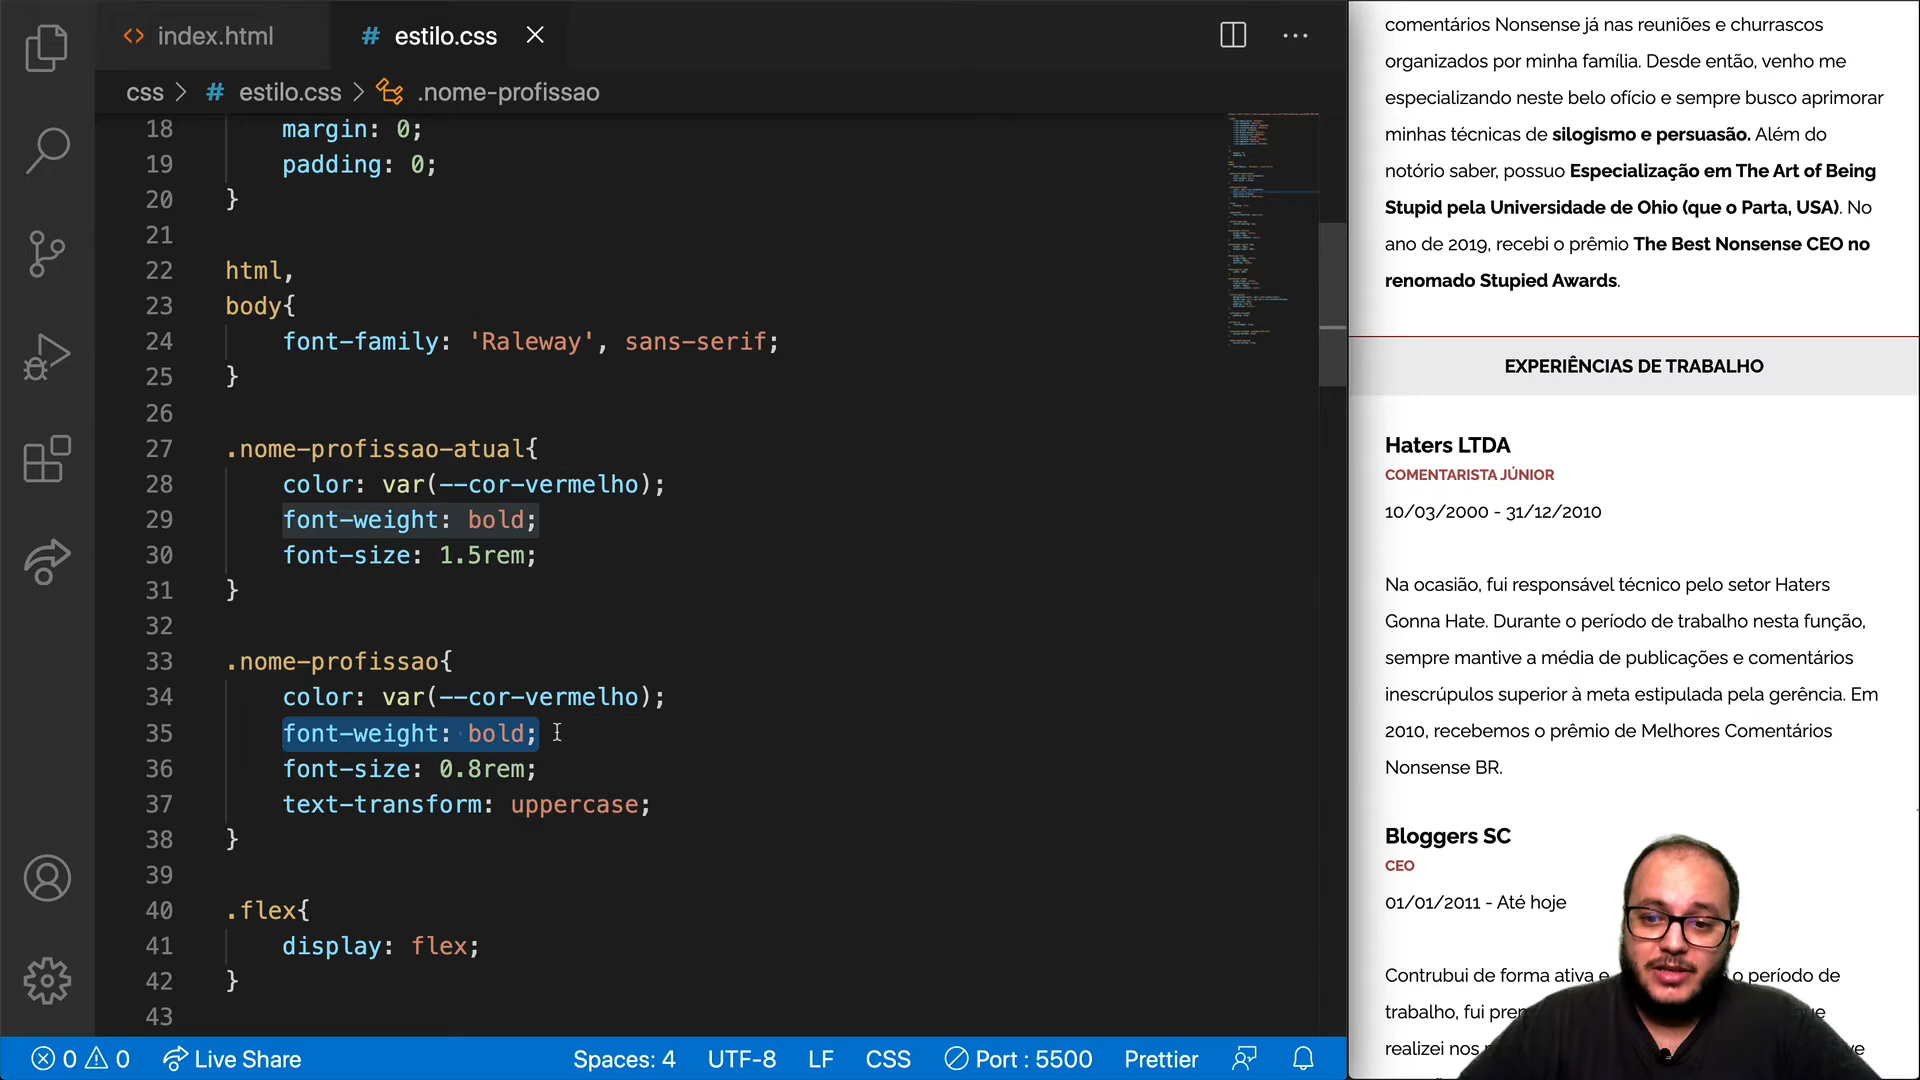 index.html
estilo.css
css > # estilo.css > .nome-profissao
18 margin: 0;
19 padding: 0;
20 }
21
22 html,
23 body{
24 font-family: 'Raleway', sans-serif;
25 }
26
27 .nome-profissao-atual{
28 color: var(--cor-vermelho);
29 font-weight: bold;
30 font-size: 1.5rem;
31 }
32
33 .nome-profissao{
34 color: var(--cor-vermelho);
35 font-weight: bold;
36 font-size: 0.8rem;
37 text-transform: uppercase;
38 }
39
40 .flex{
41 display: flex;
42 }
43
0 0 Live Share Spaces: 4 UTF-8 LF CSS Port : 5500 Prettier
comentários Nonsense já nas reuniões e churrascos
organizados por minha família. Desde então, venho me
especializando neste belo ofício e sempre busco aprimorar
minhas técnicas de silogismo e persuasão. Além do
notório saber, possuo Especialização em The Art of Being
Stupid pela Universidade de Ohio (que o Parta, USA). No
ano de 2019, recebi o prêmio The Best Nonsense CEO no
renomado Stupied Awards.
EXPERIÊNCIAS DE TRABALHO
Haters LTDA
COMENTARISTA JÚNIOR
10/03/2000 - 31/12/2010
Na ocasião, fui responsável técnico pelo setor Haters
Gonna Hate. Durante o período de trabalho nesta função,
sempre mantive a média de publicações e comentários
inescrúpulos superior à meta estipulada pela gerência. Em
2010, recebemos o prêmio de Melhores Comentários
Nonsense BR.
Bloggers SC
CEO
01/01/2011 - Até hoje
Contrubui de forma ativa e o período de
trabalho, fui
realizei nos